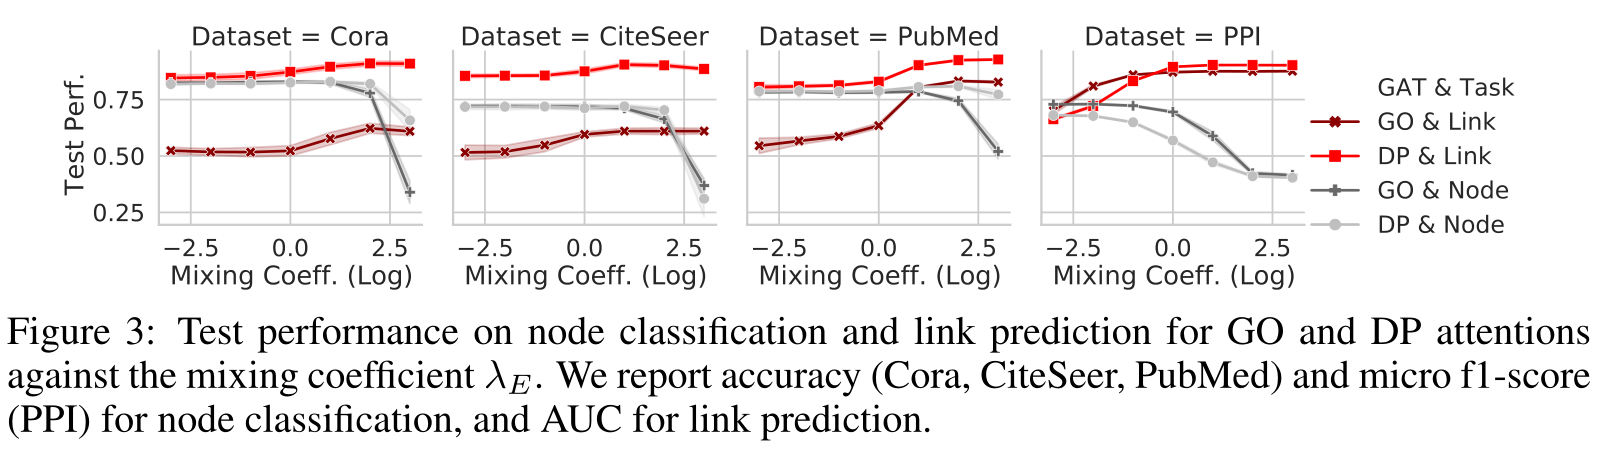 Dataset = Cora Dataset = CiteSeer Dataset = PubMed Dataset = PPI
Test Perf.
0.75
0.50
0.25
−2.5 0.0 2.5 −2.5 0.0 2.5 −2.5 0.0 2.5 −2.5 0.0 2.5
Mixing Coeff. (Log) Mixing Coeff. (Log) Mixing Coeff. (Log) Mixing Coeff. (Log)
GAT & Task
GO & Link
DP & Link
GO & Node
DP & Node
Figure 3: Test performance on node classification and link prediction for GO and DP attentions
against the mixing coefficient λ_E. We report accuracy (Cora, CiteSeer, PubMed) and micro f1-score
(PPI) for node classification, and AUC for link prediction.